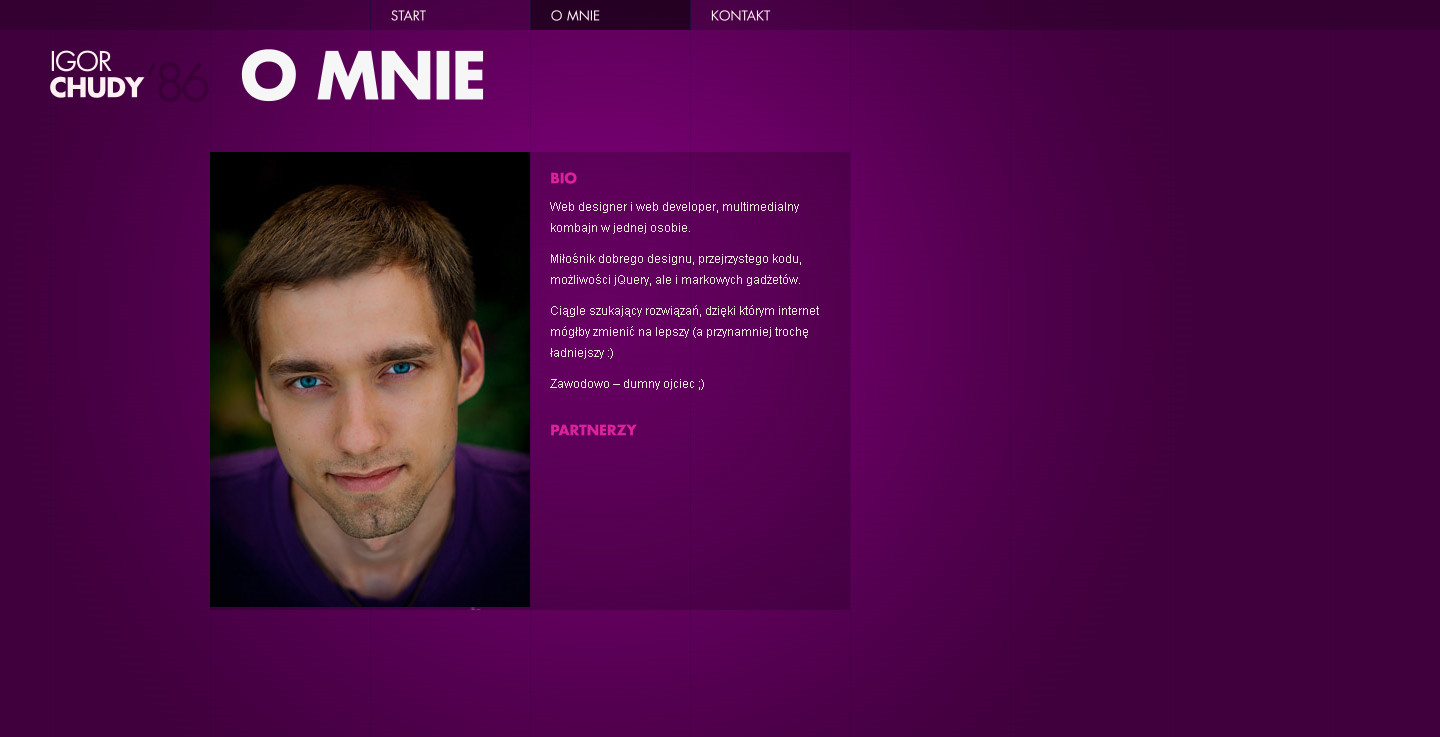 START
O MNIE
KONTAKT
IGOR
CHUDY '86
O MNIE
BIO
Web designer i web developer, multimedialny
kombajn w jednej osobie.
Miłośnik dobrego designu, przejrzystego kodu,
możliwości jQuery, ale i markowych gadżetów.
Ciągle szukający rozwiązań, dzięki którym internet
mógłby zmienić na lepszy (a przynamniej trochę
ładniejszy :)
Zawodowo – dumny ojciec ;)
PARTNERZY